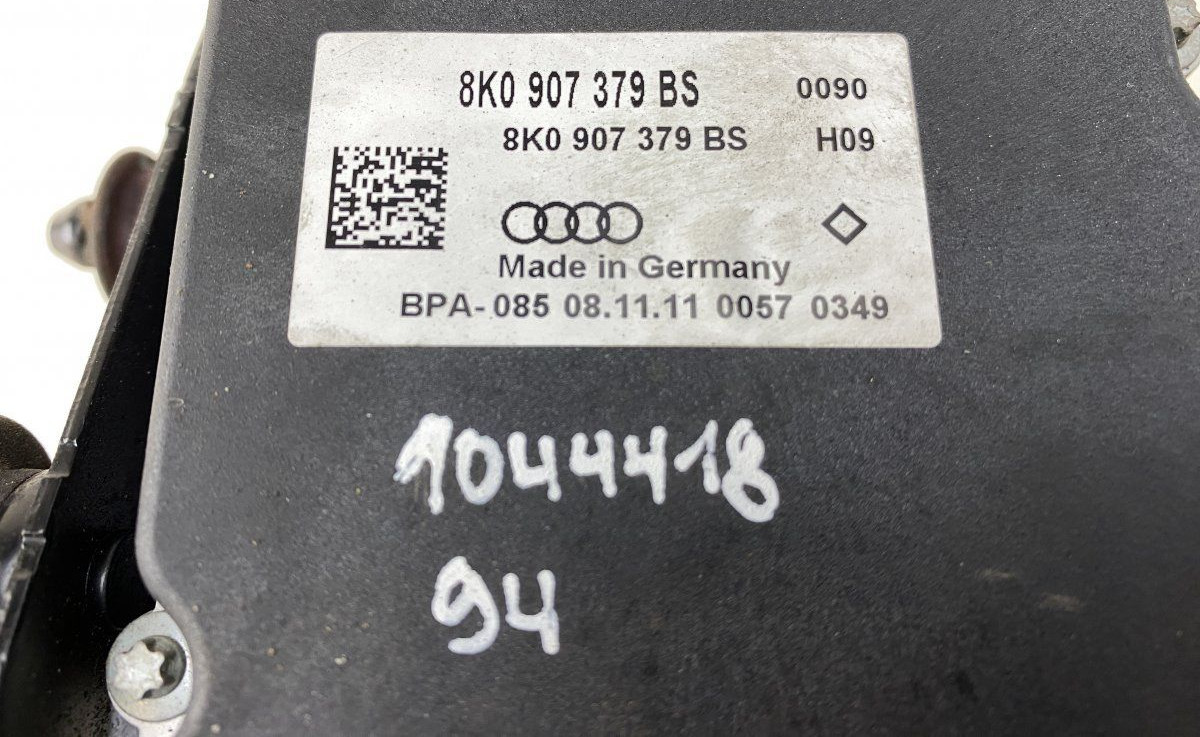 8K0 907 379 BS 0090
8K0 907 379 BS H09
Made in Germany
BPA-085 08.11.11 0057 0349
1044418
94